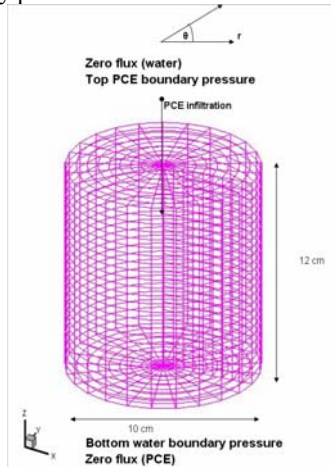 θ
r
Zero flux (water)
Top PCE boundary pressure
PCE infiltration
12 cm
z
y
x
10 cm
Bottom water boundary pressure
Zero flux (PCE)